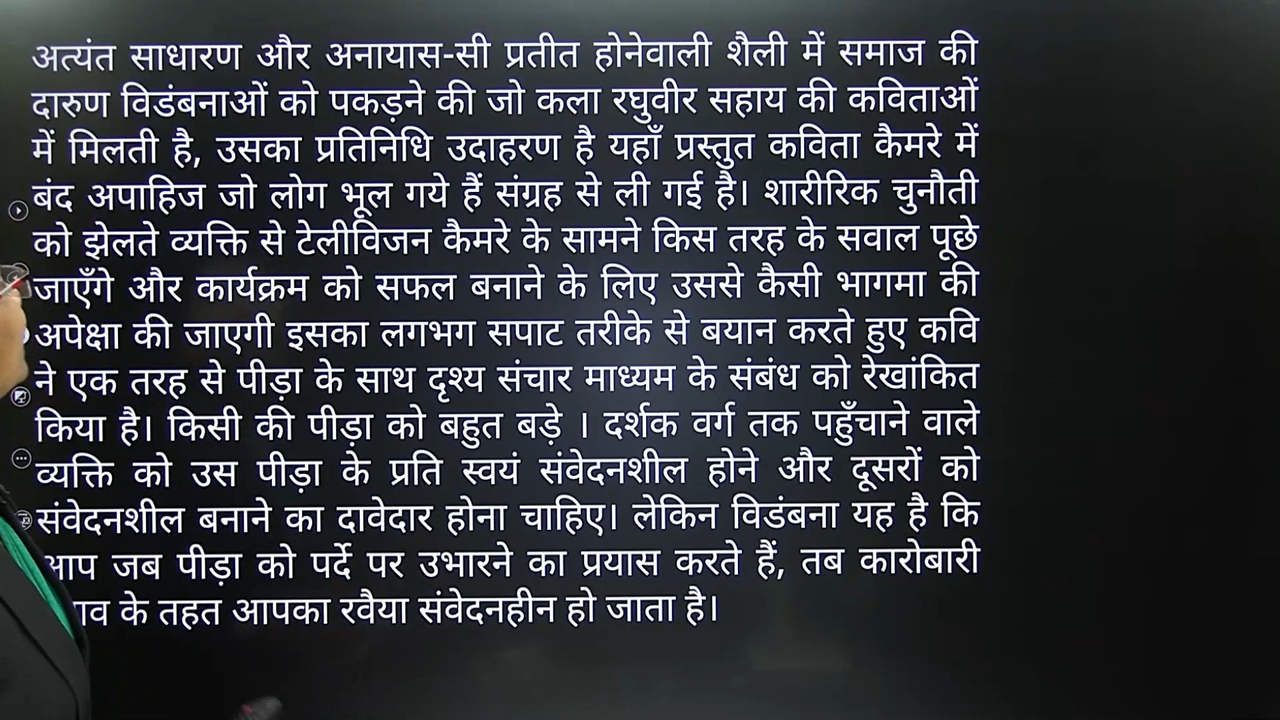 अत्यंत साधारण और अनायास-सी प्रतीत होनेवाली शैली में समाज की
दारुण विडंबनाओं को पकड़ने की जो कला रघुवीर सहाय की कविताओं
में मिलती है, उसका प्रतिनिधि उदाहरण है यहाँ प्रस्तुत कविता कैमरे में
बंद अपाहिज जो लोग भूल गये हैं संग्रह से ली गई है। शारीरिक चुनौती
को झेलते व्यक्ति से टेलीविजन कैमरे के सामने किस तरह के सवाल पूछे
जाएँगे और कार्यक्रम को सफल बनाने के लिए उससे कैसी भागमा की
अपेक्षा की जाएगी इसका लगभग सपाट तरीके से बयान करते हुए कवि
ने एक तरह से पीड़ा के साथ दृश्य संचार माध्यम के संबंध को रेखांकित
किया है। किसी की पीड़ा को बहुत बड़े । दर्शक वर्ग तक पहुँचाने वाले
व्यक्ति को उस पीड़ा के प्रति स्वयं संवेदनशील होने और दूसरों को
संवेदनशील बनाने का दावेदार होना चाहिए। लेकिन विडंबना यह है कि
जब पीड़ा को पर्दे पर उभारने का प्रयास करते हैं, तब कारोबारी
के तहत आपका रवैया संवेदनहीन हो जाता है।